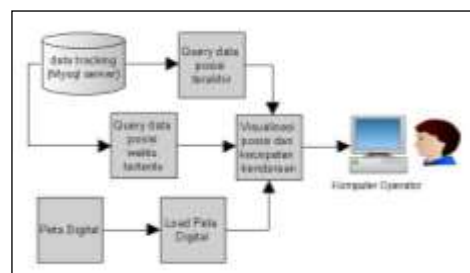 data tracking
(Mysql server)
Query data
posisi
terakhir
Query data
posisi
waktu
tertentu
Visualisasi
posisi dan
kecepatan
kendaraan
Komputer Operator
Peta Digital
Load Peta
Digital